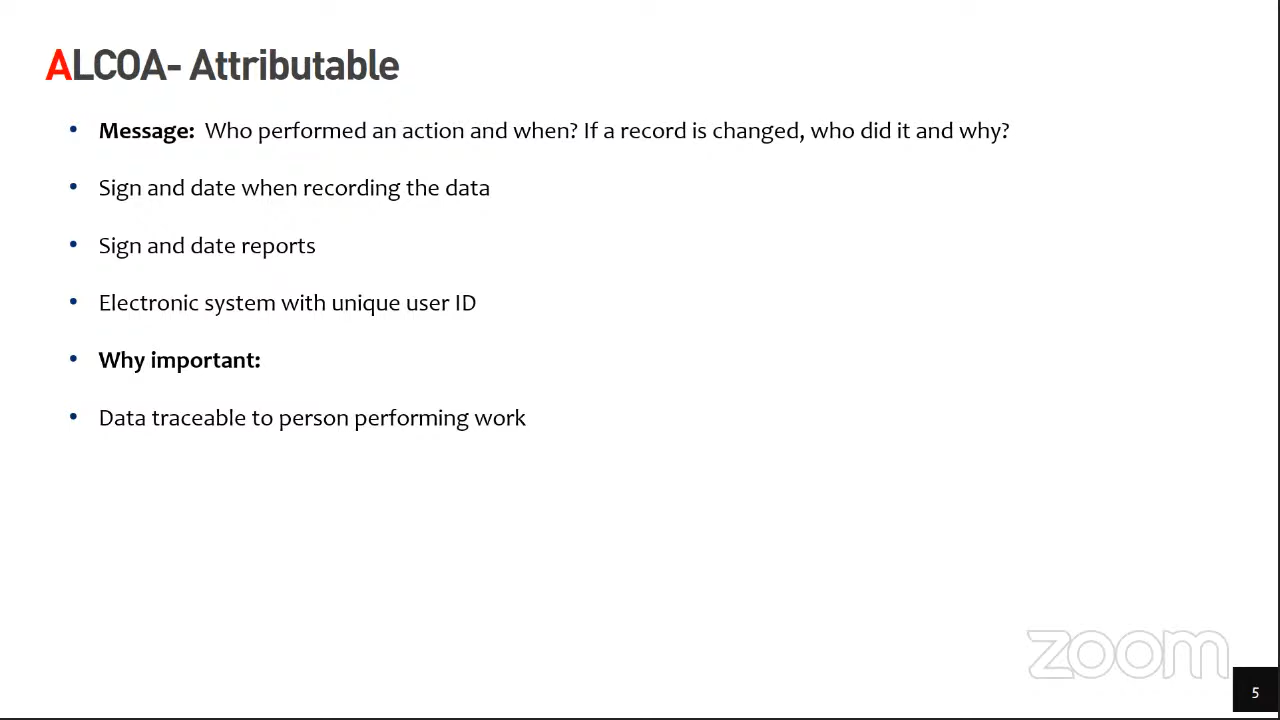 ALCOA- Attributable
• Message: Who performed an action and when? If a record is changed, who did it and why?
• Sign and date when recording the data
• Sign and date reports
• Electronic system with unique user ID
• Why important:
• Data traceable to person performing work
zoom
5